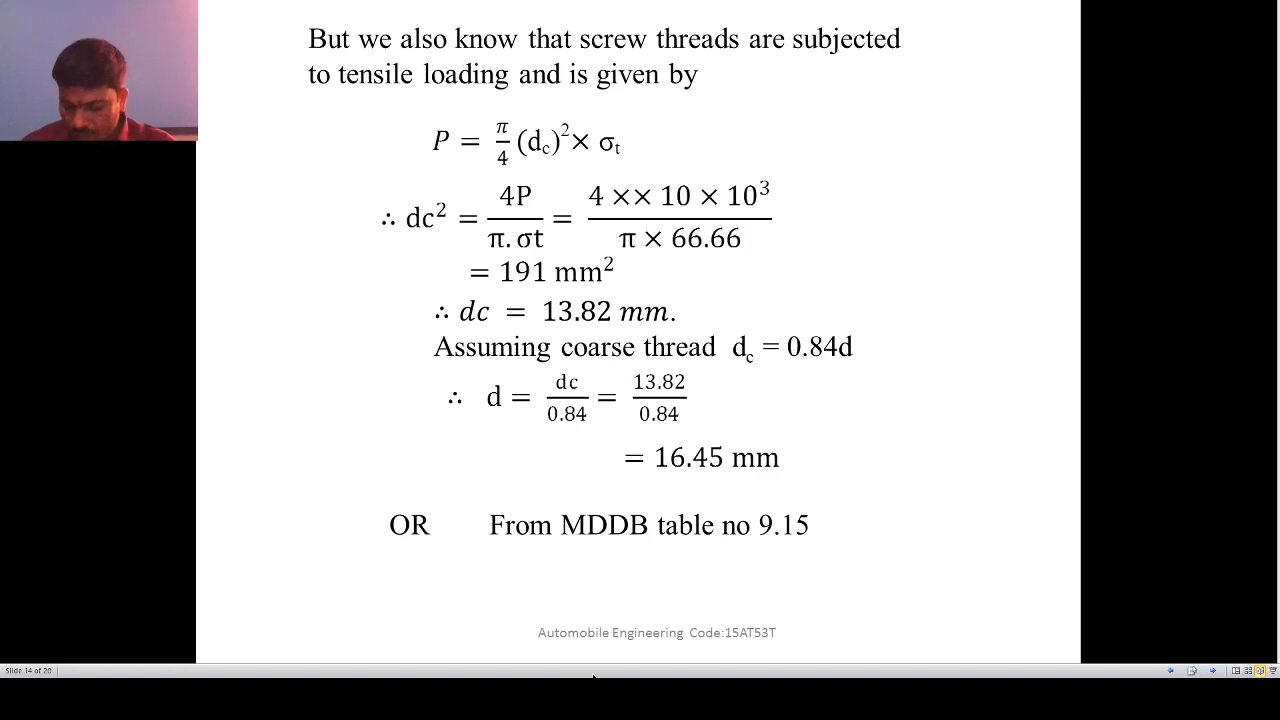 But we also know that screw threads are subjected
to tensile loading and is given by
P = π/4 (dc)²× σt
∴ dc² = 4P/π. σt = 4 ×× 10 × 10³/π × 66.66
= 191 mm²
∴ dc = 13.82 mm.
Assuming coarse thread dc = 0.84d
∴ d = dc/0.84 = 13.82/0.84
= 16.45 mm
OR From MDDB table no 9.15
Automobile Engineering Code:15AT53T
Slide 14 of 20